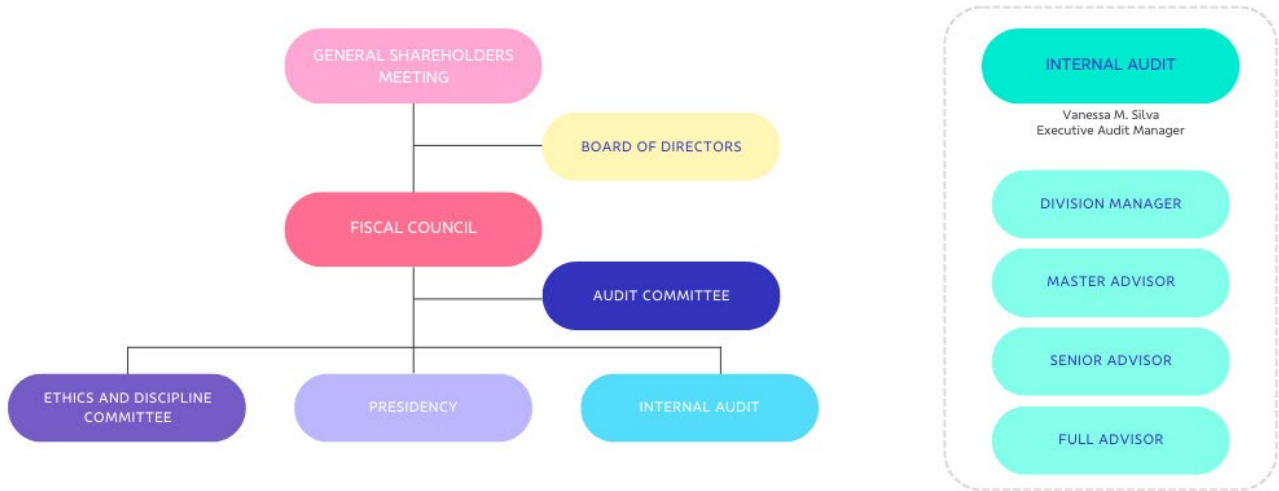 GENERAL SHAREHOLDERS
MEETING
BOARD OF DIRECTORS
FISCAL COUNCIL
AUDIT COMMITTEE
ETHICS AND DISCIPLINE
COMMITTEE
PRESIDENCY
INTERNAL AUDIT
INTERNAL AUDIT
Vanessa M. Silva
Executive Audit Manager
DIVISION MANAGER
MASTER ADVISOR
SENIOR ADVISOR
FULL ADVISOR